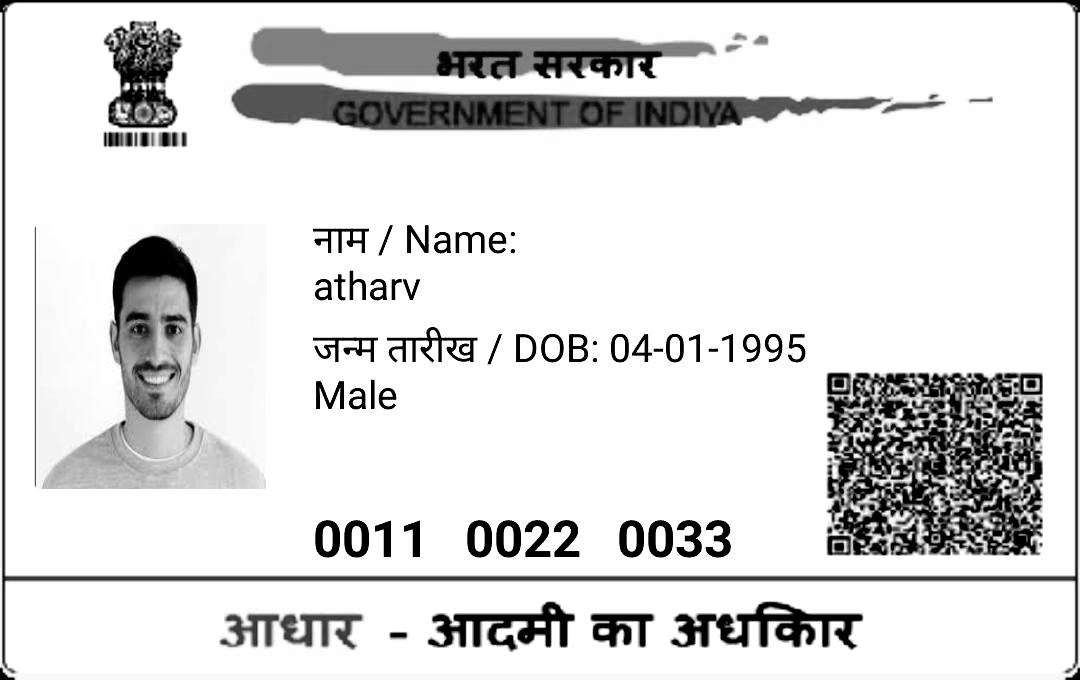 भरत सरकार
GOVERNMENT OF INDIYA
नाम / Name:
atharv
जन्म तारीख / DOB: 04-01-1995
Male
0011 0022 0033
आधार - आदमी का अधकिार